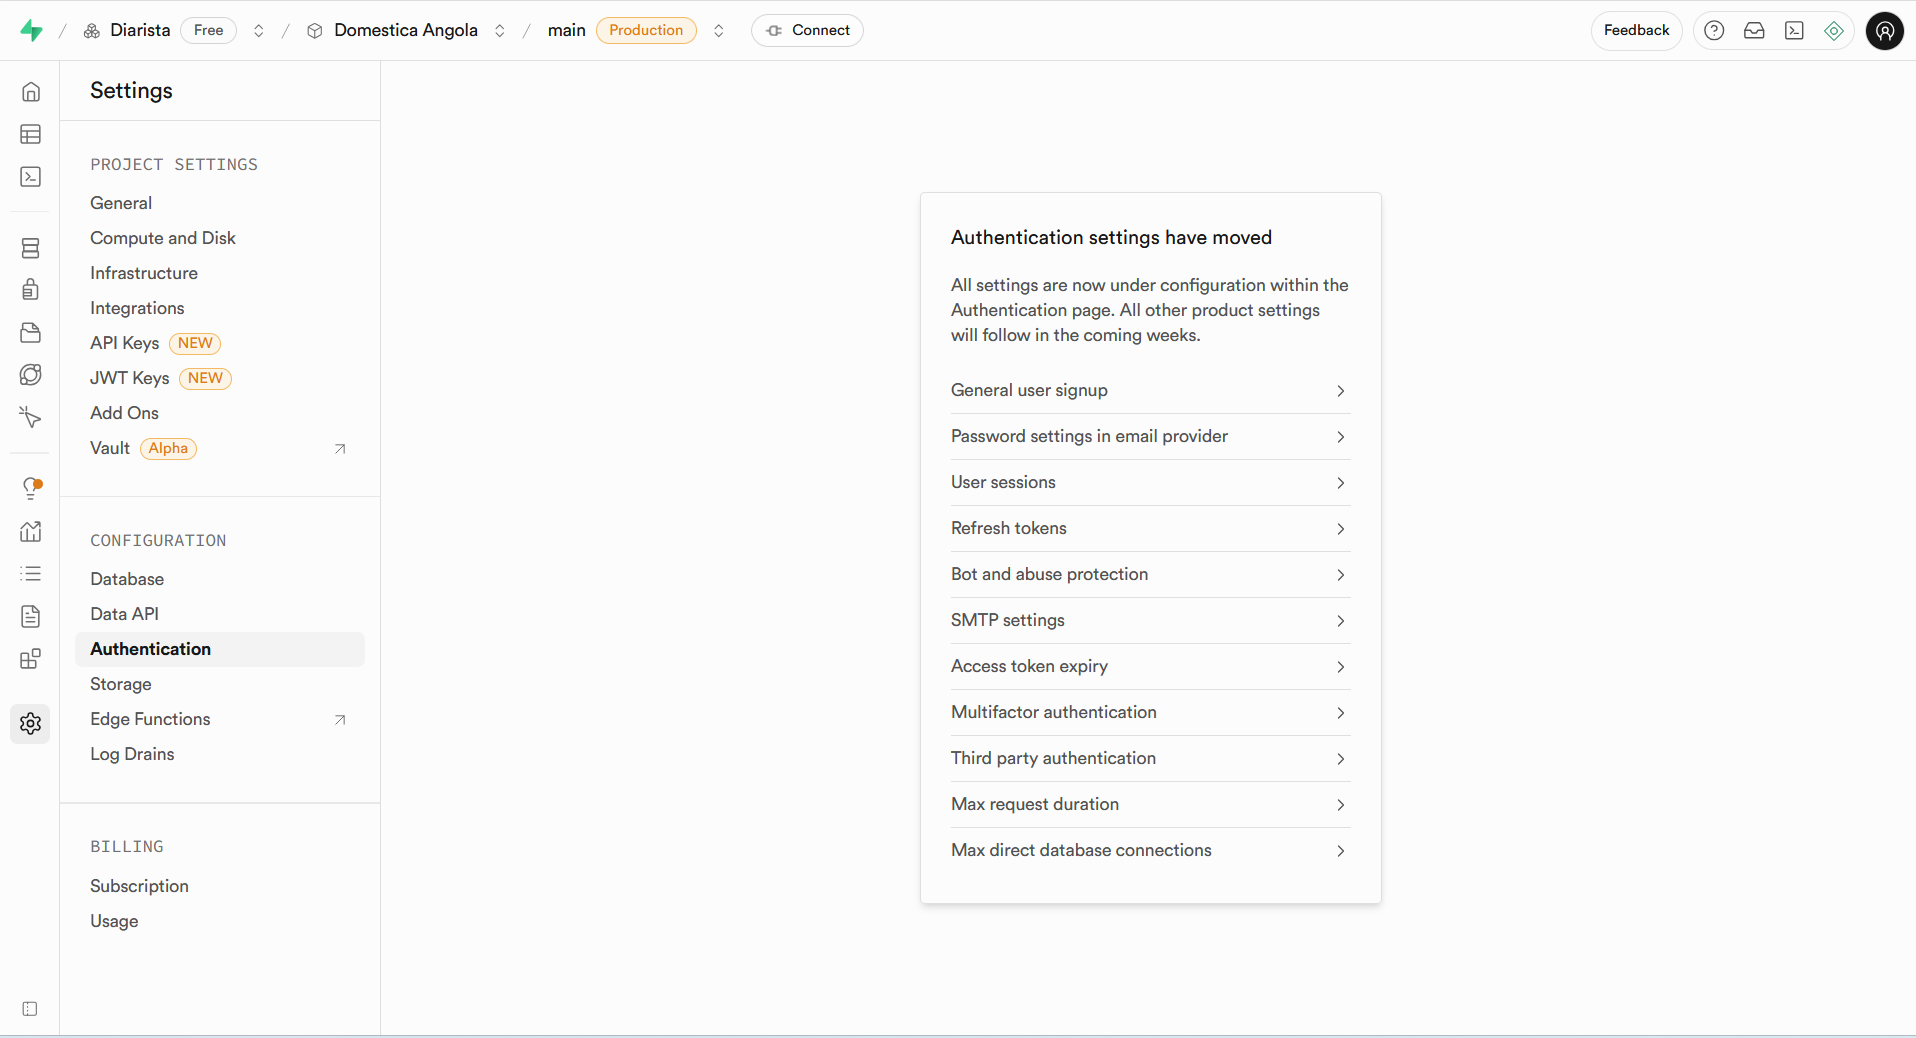 Diarista Free Domestica Angola main Production Connect Feedback
Settings
PROJECT SETTINGS
General
Compute and Disk
Infrastructure
Integrations
API Keys NEW
JWT Keys NEW
Add Ons
Vault Alpha
CONFIGURATION
Database
Data API
Authentication
Storage
Edge Functions
Log Drains
BILLING
Subscription
Usage
Authentication settings have moved
All settings are now under configuration within the
Authentication page. All other product settings
will follow in the coming weeks.
General user signup
Password settings in email provider
User sessions
Refresh tokens
Bot and abuse protection
SMTP settings
Access token expiry
Multifactor authentication
Third party authentication
Max request duration
Max direct database connections